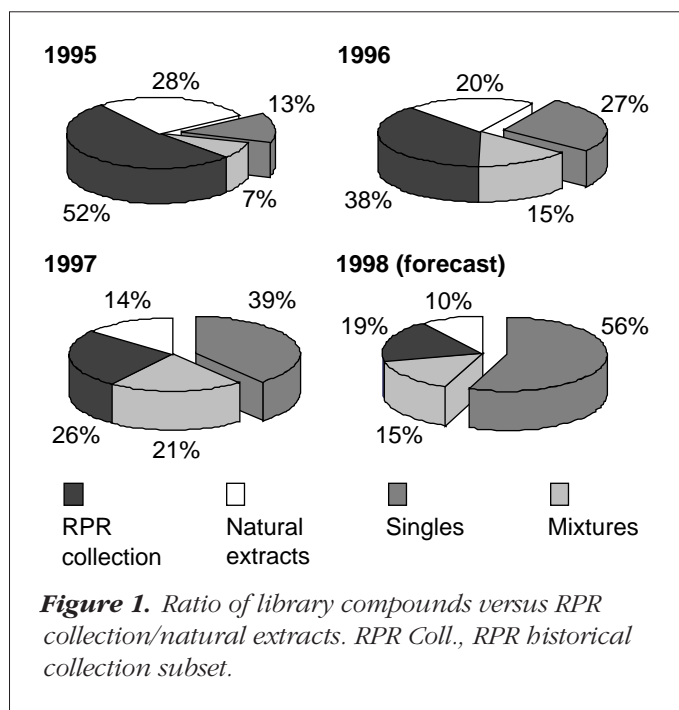 1995
28%
13%
52%
7%
1996
20%
27%
38%
15%
1997
14%
39%
26%
21%
1998 (forecast)
10%
19%
56%
15%
RPR
collection
Natural
extracts
Singles
Mixtures
Figure 1. Ratio of library compounds versus RPR
collection/natural extracts. RPR Coll., RPR historical
collection subset.